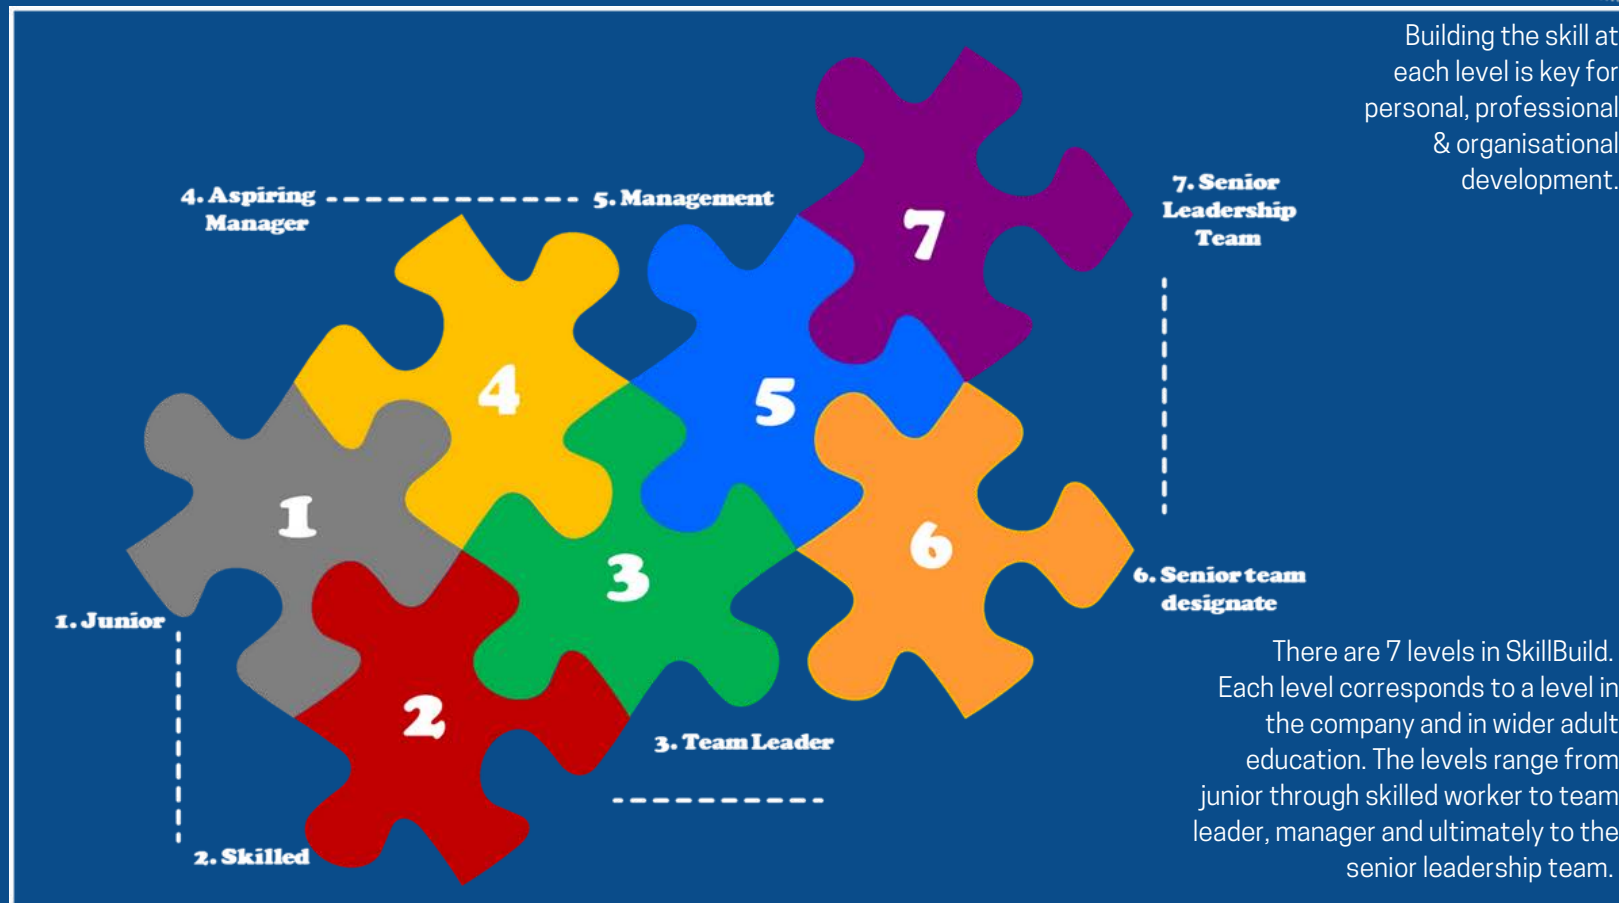 Building the skill at
each level is key for
personal, professional
& organisational
development.
4. Aspiring
Manager
5. Management
7. Senior
Leadership
Team
7
4
5
1
3
6
2
1. Junior
6. Senior team
designate
3. Team Leader
2. Skilled
There are 7 levels in SkillBuild.
Each level corresponds to a level in
the company and in wider adult
education. The levels range from
junior through skilled worker to team
leader, manager and ultimately to the
senior leadership team.